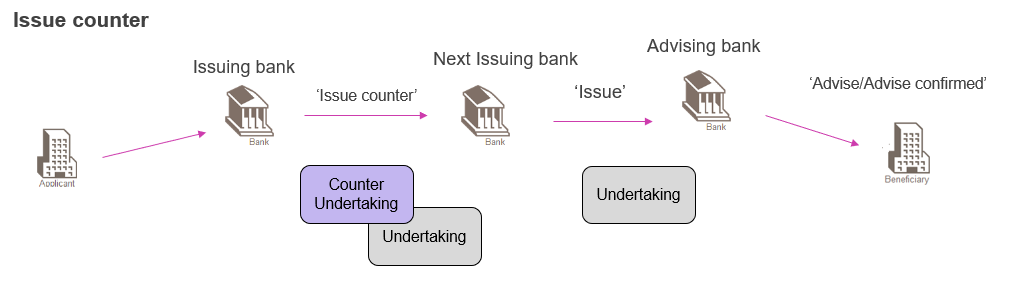 Issue counter
Issuing bank
Next Issuing bank
Advising bank
‘Issue counter’
‘Issue’
‘Advise/Advise confirmed’
Applicant
Bank
Bank
Bank
Beneficiary
Counter
Undertaking
Undertaking
Undertaking